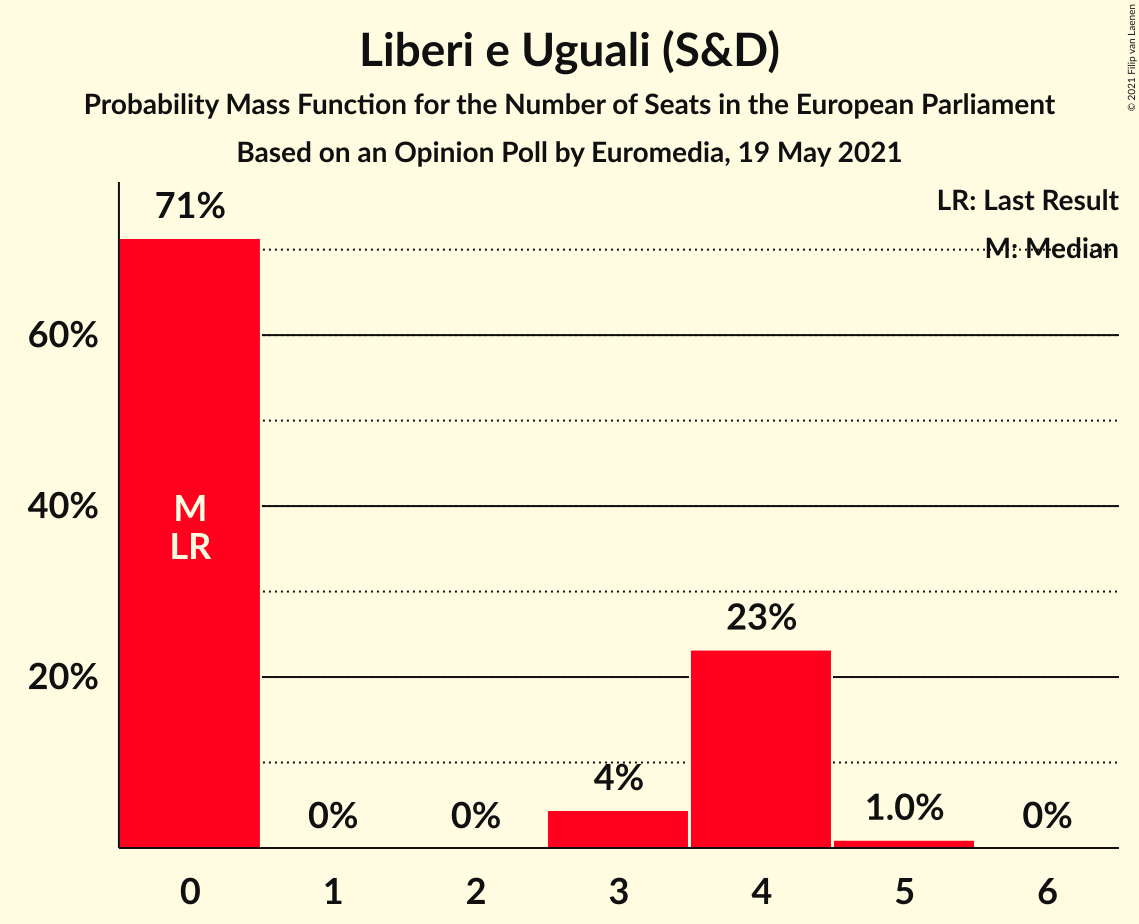 Liberi e Uguali (S&D)
Probability Mass Function for the Number of Seats in the European Parliament
Based on an Opinion Poll by Euromedia, 19 May 2021
© 2021 Filip van Laenen
LR: Last Result
M: Median
71%
60%
40%
20%
M
LR
0%
0%
4%
23%
1.0%
0%
0
1
2
3
4
5
6